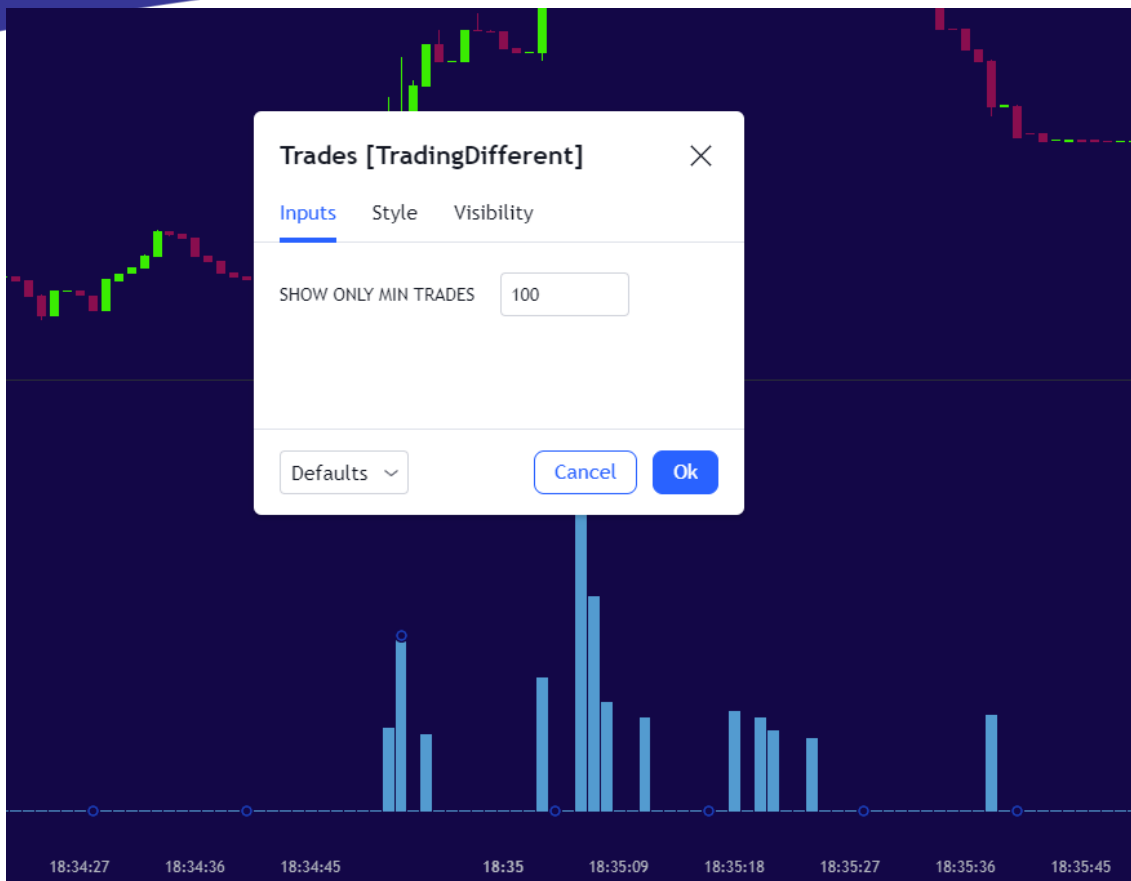 Trades [TradingDifferent]
Inputs Style Visibility
SHOW ONLY MIN TRADES 100
Defaults Cancel Ok
18:34:27 18:34:36 18:34:45 18:35 18:35:09 18:35:18 18:35:27 18:35:36 18:35:45